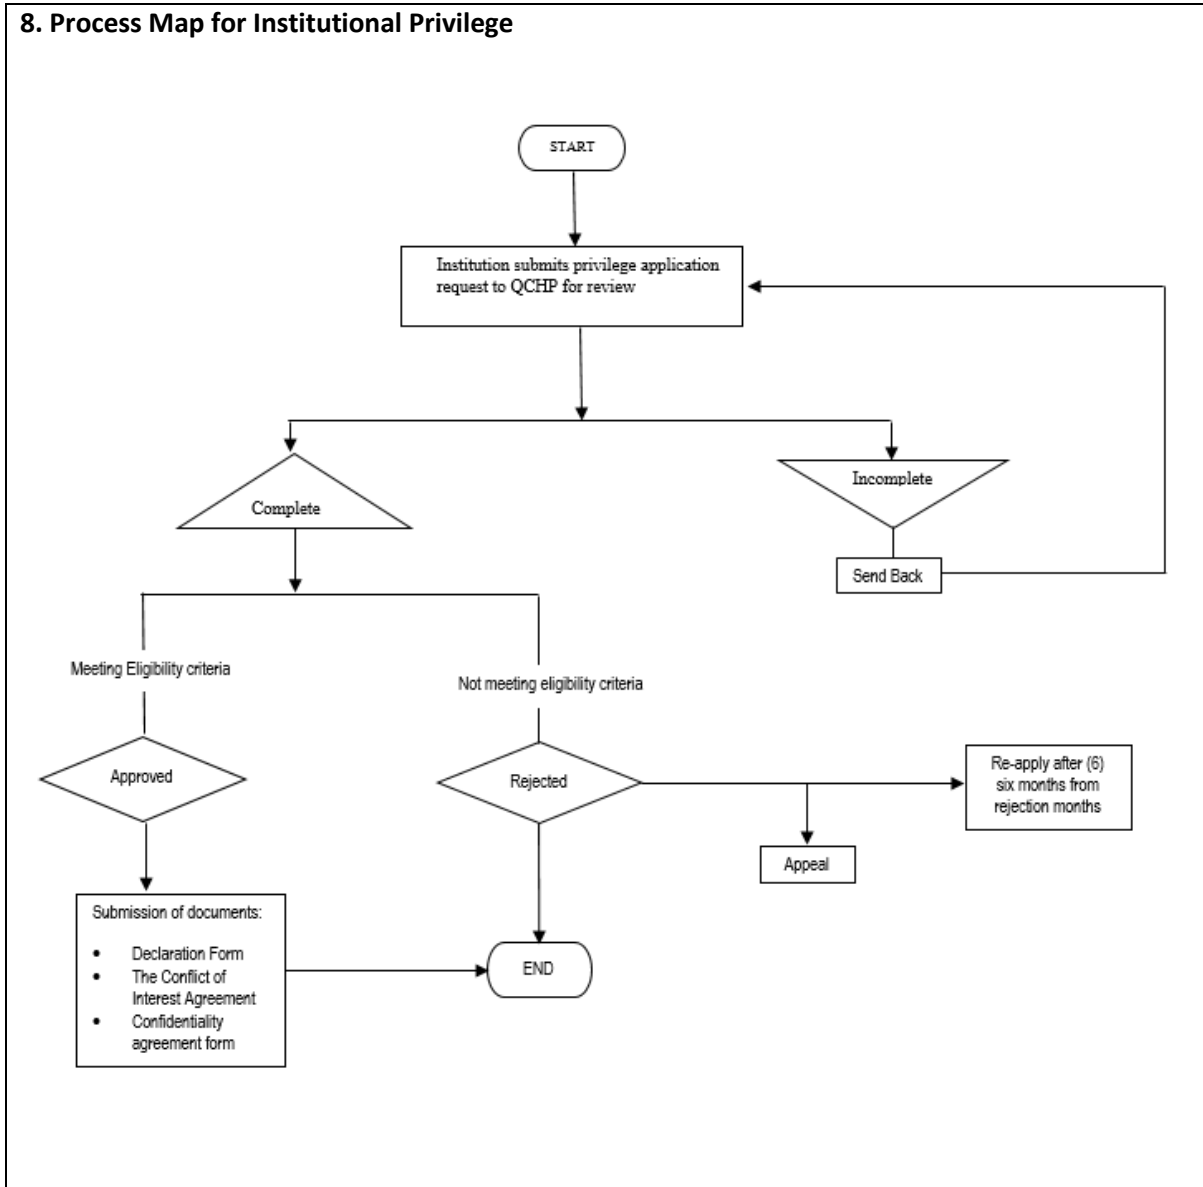 8. Process Map for Institutional Privilege
START
Institution submits privilege application
request to QCHP for review
Complete
Incomplete
Send Back
Meeting Eligibility criteria
Not meeting eligibility criteria
Approved
Rejected
Re-apply after (6)
six months from
rejection months
Appeal
Submission of documents:
• Declaration Form
• The Conflict of
Interest Agreement
• Confidentiality
agreement form
END